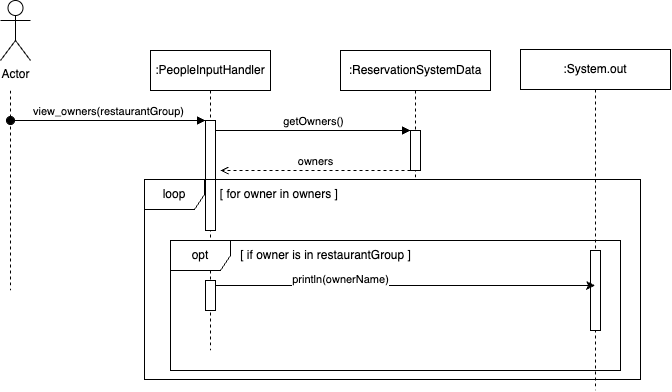 Actor
:PeopleInputHandler
:ReservationSystemData
:System.out
view_owners(restaurantGroup)
getOwners()
owners
loop
[ for owner in owners ]
opt
[ if owner is in restaurantGroup ]
println(ownerName)